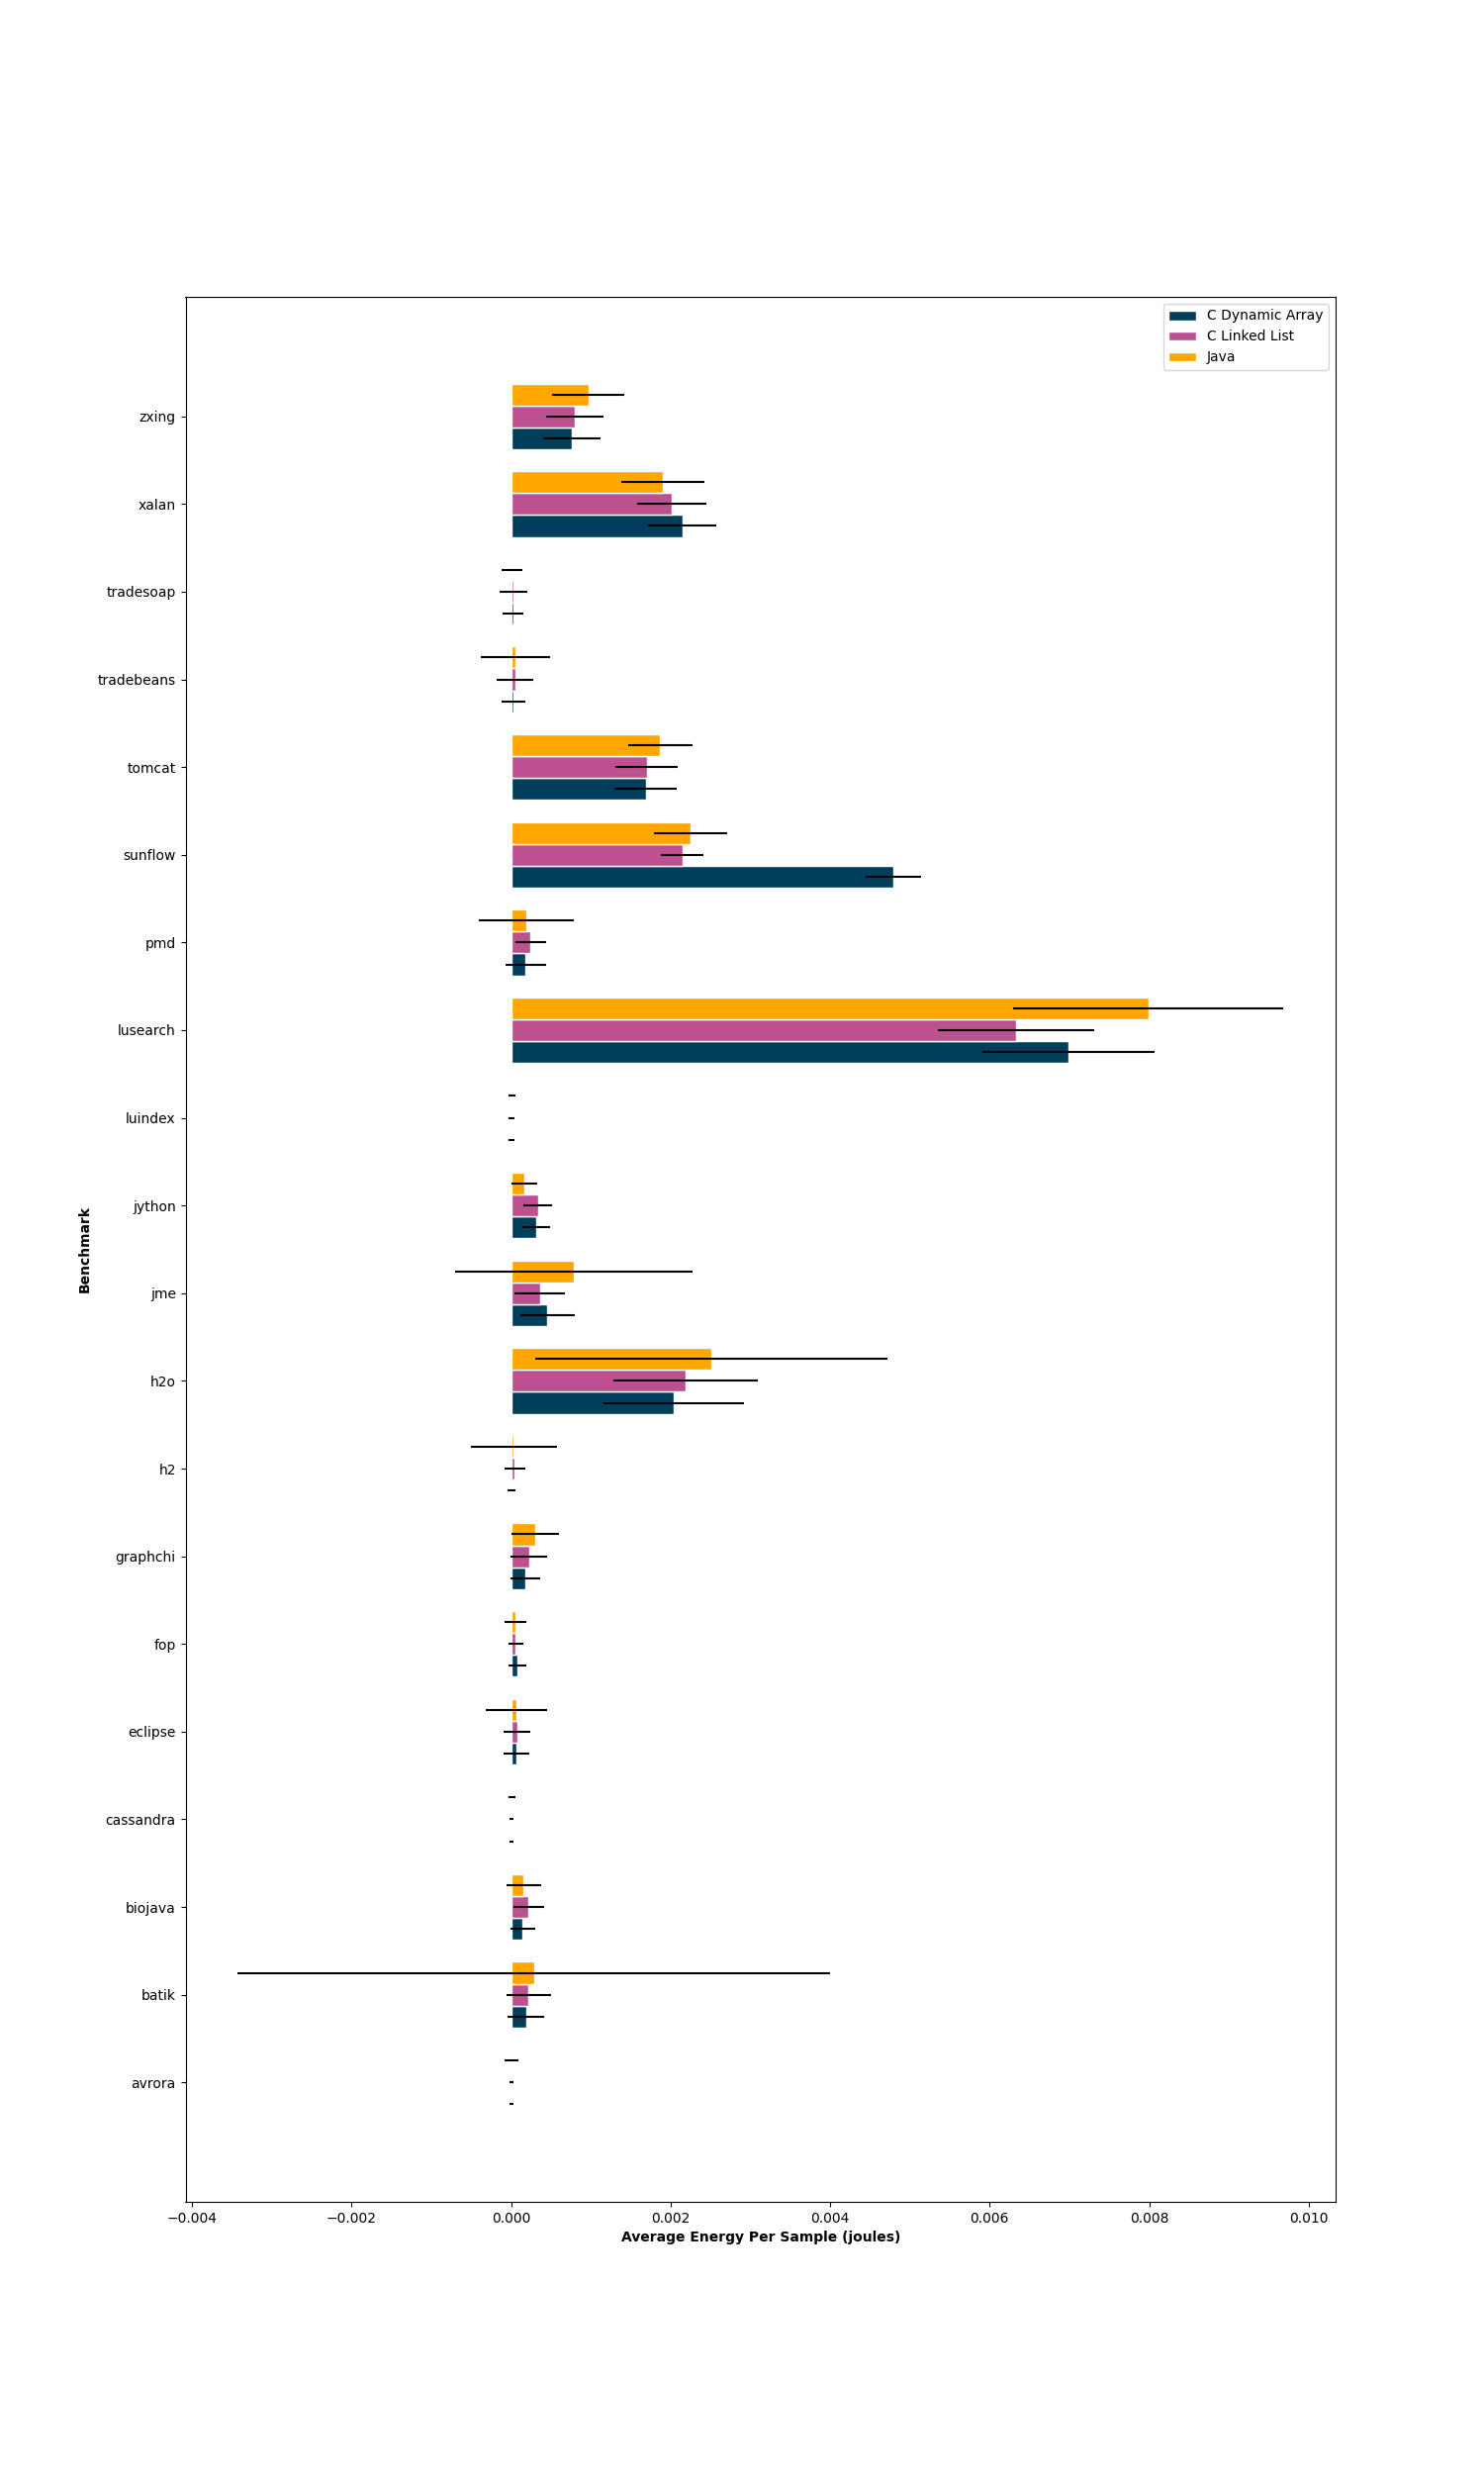 C Dynamic Array
C Linked List
Java
zxing
xalan
tradesoap
tradebeans
tomcat
sunflow
pmd
lusearch
luindex
jython
jme
h2o
h2
graphchi
fop
eclipse
cassandra
biojava
batik
avrora
Benchmark
−0.004 −0.002 0.000 0.002 0.004 0.006 0.008 0.010
Average Energy Per Sample (joules)